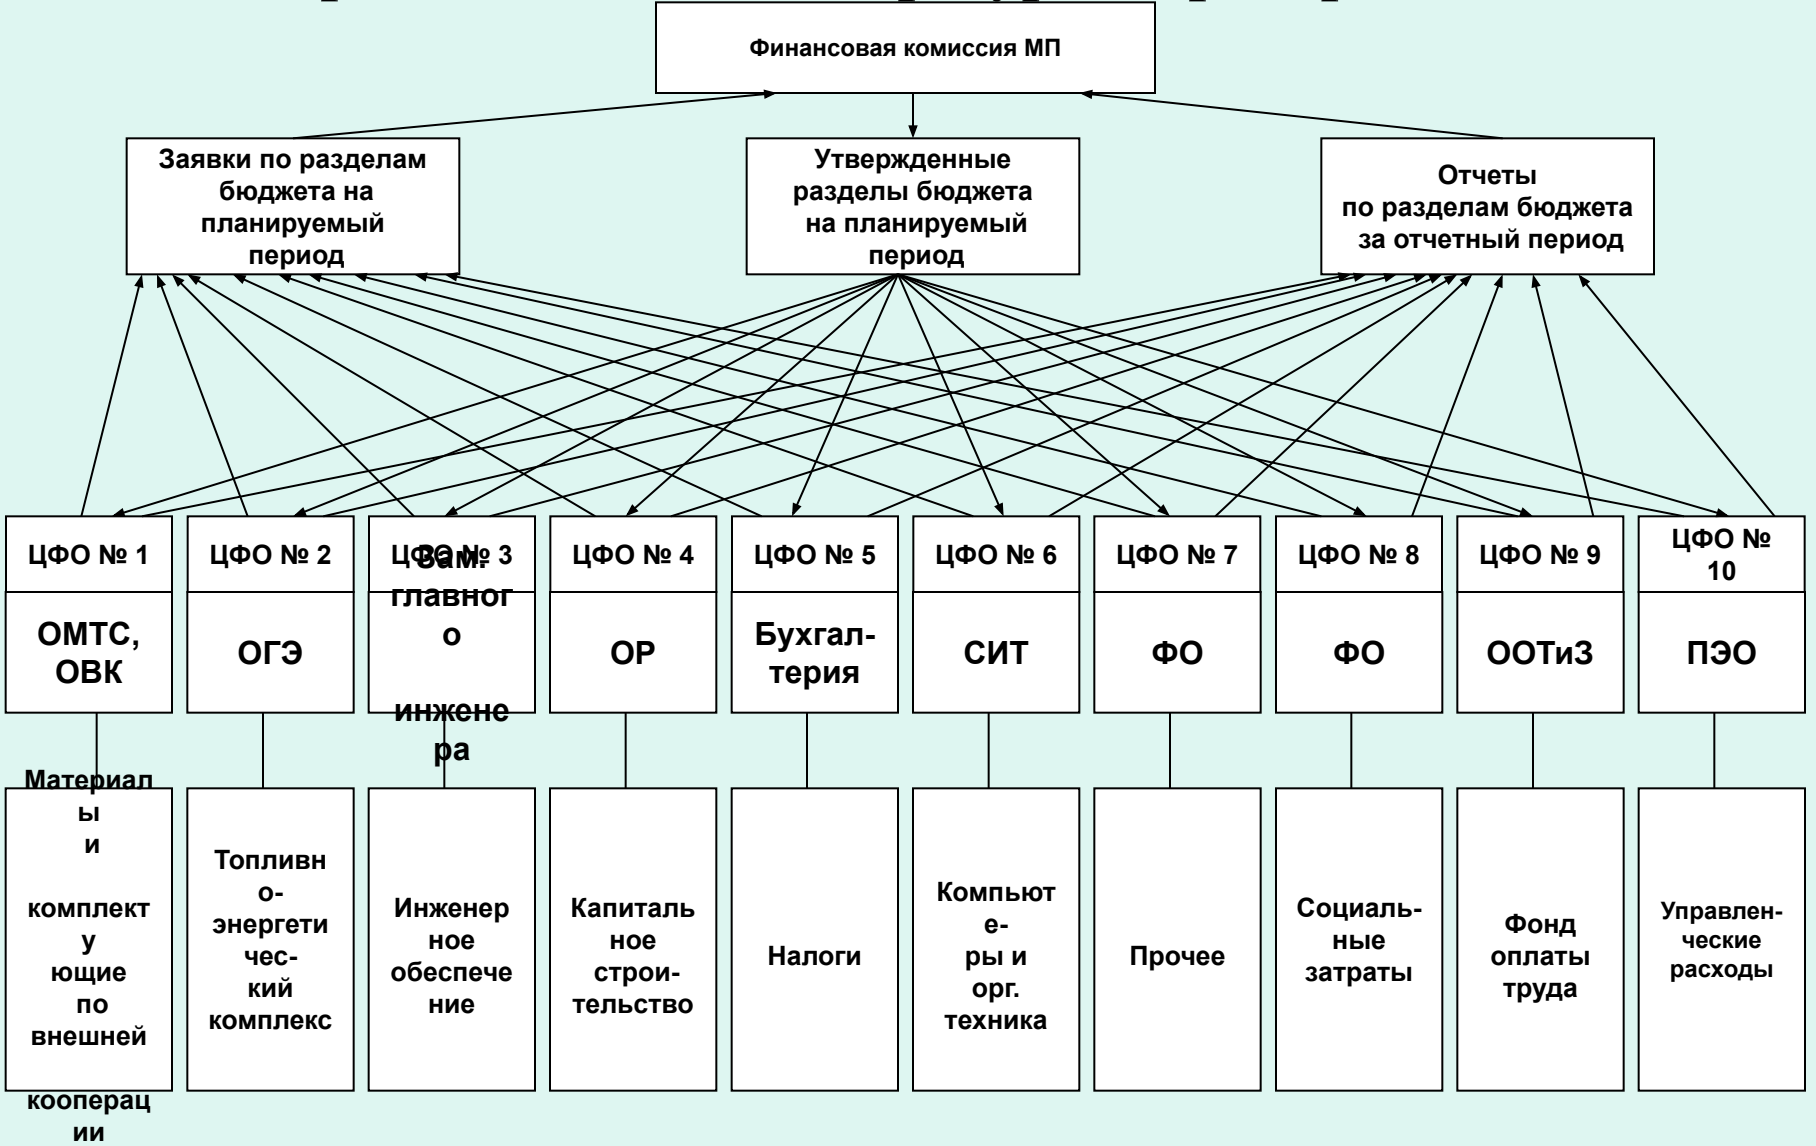 Финансовая комиссия МП
Заявки по разделам
бюджета на
планируемый
период
Утвержденные
разделы бюджета
на планируемый
период
Отчеты
по разделам бюджета
за отчетный период
ЦФО № 1
ЦФО № 2
ЦФО № 3
ЦФО № 4
ЦФО № 5
ЦФО № 6
ЦФО № 7
ЦФО № 8
ЦФО № 9
ЦФО №
10
ОМТС,
ОВК
ОГЭ
Зам.
главног
о
инжене
ра
ОР
Бухгал-
терия
СИТ
ФО
ФО
ООТиЗ
ПЭО
Материал
ы
и
комплект
у
ющие
по
внешней
кооперац
ии
Топливн
о-
энергети
чес-
кий
комплекс
Инженер
ное
обеспече
ние
Капиталь
ное
строи-
тельство
Налоги
Компьют
е-
ры и
орг.
техника
Прочее
Социаль-
ные
затраты
Фонд
оплаты
труда
Управлен-
ческие
расходы